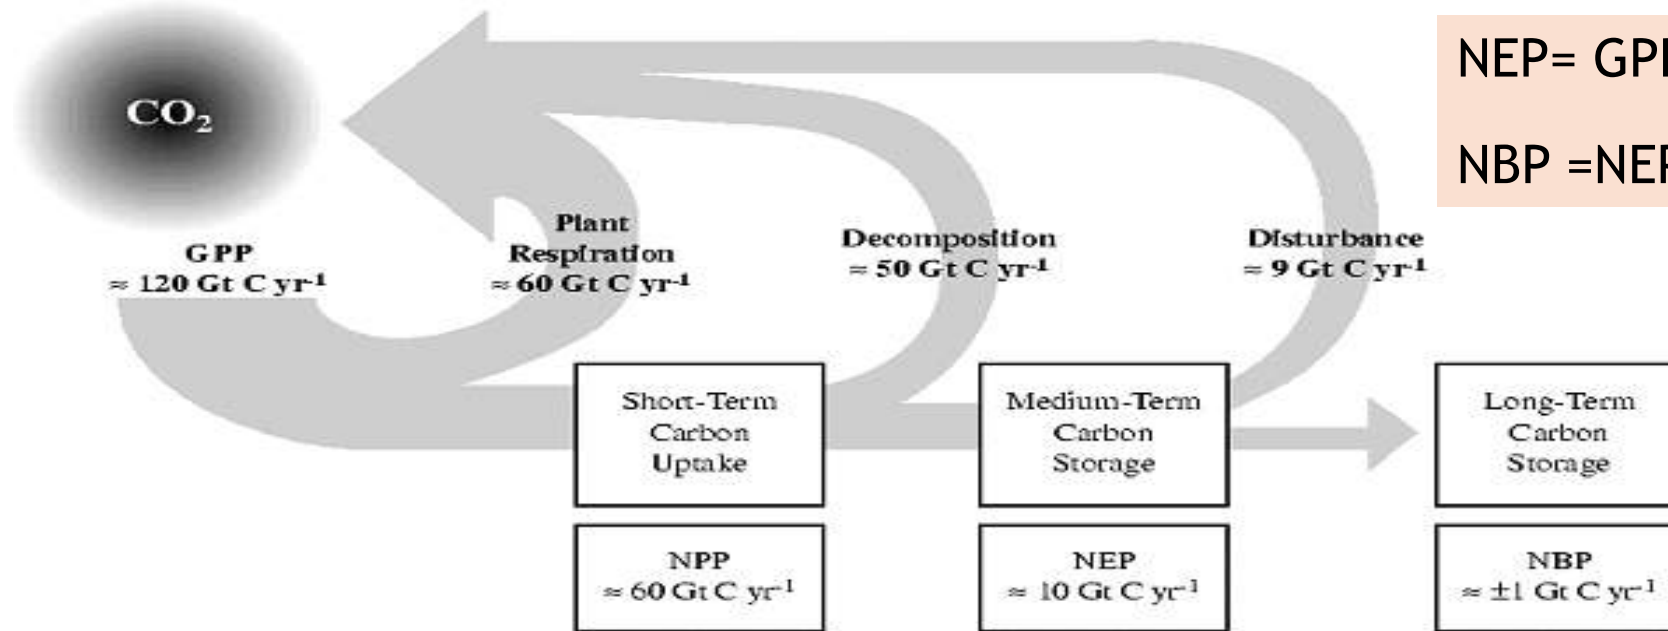 CO₂
NEP= GPP
NBP =NEP
GPP
≈ 120 Gt C yr⁻¹
Plant
Respiration
≈ 60 Gt C yr⁻¹
Decomposition
≈ 50 Gt C yr⁻¹
Disturbance
≈ 9 Gt C yr⁻¹
Short-Term
Carbon
Uptake
Medium-Term
Carbon
Storage
Long-Term
Carbon
Storage
NPP
≈ 60 Gt C yr⁻¹
NEP
≈ 10 Gt C yr⁻¹
NBP
≈ ±1 Gt C yr⁻¹